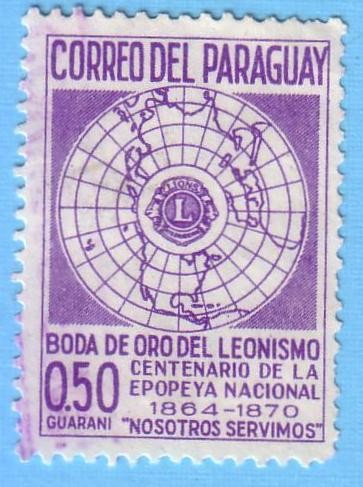 CORREO DEL PARAGUAY
LIONS
L
BODA DE ORO DEL LEONISMO
0.50 CENTENARIO DE LA
EPOPEYA NACIONAL
1864-1870
GUARANI "NOSOTROS SERVIMOS"